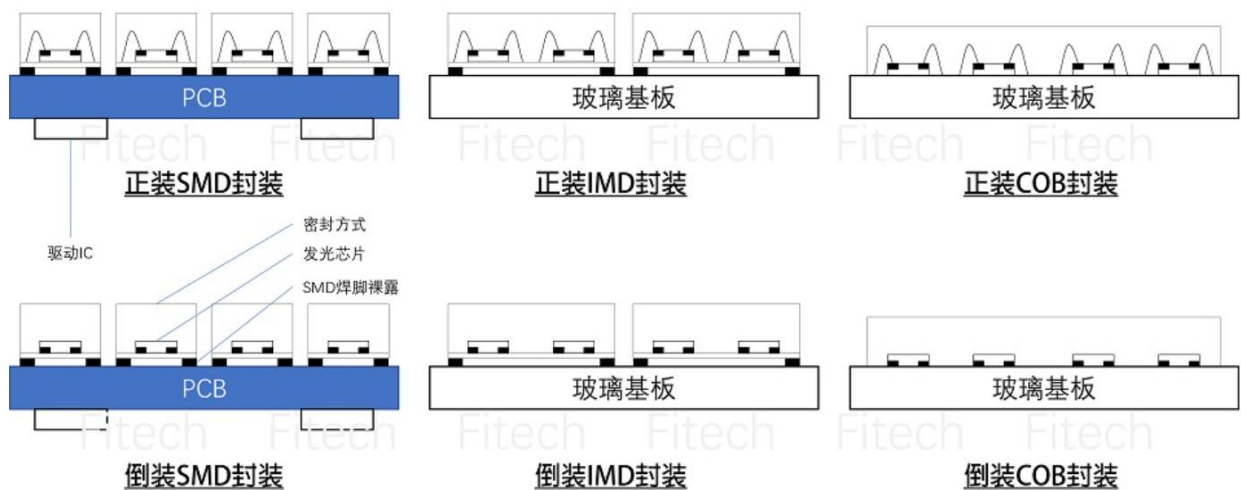 PCB
玻璃基板
玻璃基板
Fitech Fitech Fitech Fitech Fitech Fitech
正装SMD封装
正装IMD封装
正装COB封装
密封方式
驱动IC
发光芯片
SMD焊脚裸露
PCB
玻璃基板
玻璃基板
Fitech Fitech Fitech Fitech Fitech Fitech
倒装SMD封装
倒装IMD封装
倒装COB封装